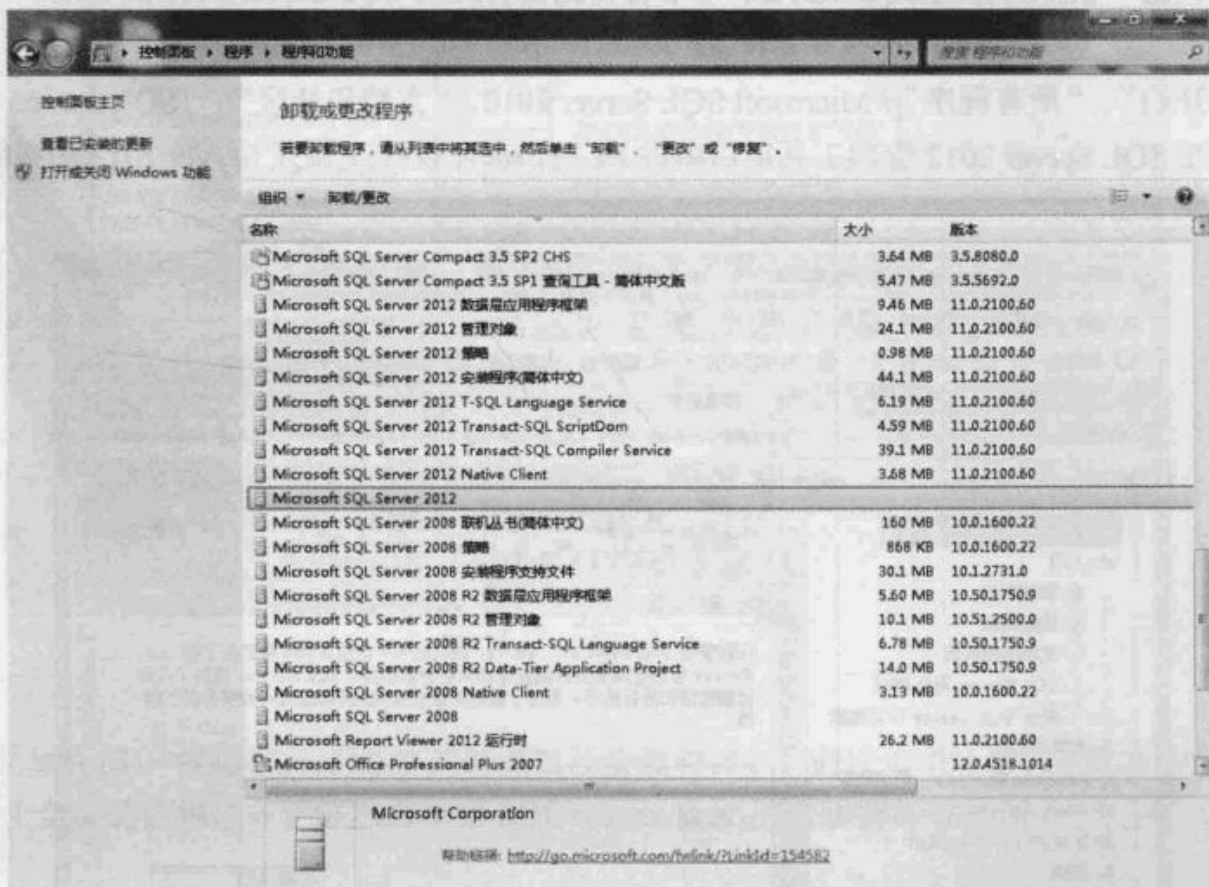 控制面板 ▸ 程序 ▸ 程序和功能
搜索 程序和功能
控制面板主页
查看已安装的更新
打开或关闭 Windows 功能
卸载或更改程序
若要卸载程序，请从列表中将其选中，然后单击“卸载”、“更改”或“修复”。
组织 卸载/更改
名称 大小 版本
Microsoft SQL Server Compact 3.5 SP2 CHS 3.64 MB 3.5.8080.0
Microsoft SQL Server Compact 3.5 SP1 查询工具 - 简体中文版 5.47 MB 3.5.5692.0
Microsoft SQL Server 2012 数据层应用程序框架 9.46 MB 11.0.2100.60
Microsoft SQL Server 2012 管理对象 24.1 MB 11.0.2100.60
Microsoft SQL Server 2012 策略 0.98 MB 11.0.2100.60
Microsoft SQL Server 2012 安装程序(简体中文) 44.1 MB 11.0.2100.60
Microsoft SQL Server 2012 T-SQL Language Service 6.19 MB 11.0.2100.60
Microsoft SQL Server 2012 Transact-SQL ScriptDom 4.59 MB 11.0.2100.60
Microsoft SQL Server 2012 Transact-SQL Compiler Service 39.1 MB 11.0.2100.60
Microsoft SQL Server 2012 Native Client 3.68 MB 11.0.2100.60
Microsoft SQL Server 2012
Microsoft SQL Server 2008 联机丛书(简体中文) 160 MB 10.0.1600.22
Microsoft SQL Server 2008 策略 868 KB 10.0.1600.22
Microsoft SQL Server 2008 安装程序支持文件 30.1 MB 10.1.2731.0
Microsoft SQL Server 2008 R2 数据层应用程序框架 5.60 MB 10.50.1750.9
Microsoft SQL Server 2008 R2 管理对象 10.1 MB 10.51.2500.0
Microsoft SQL Server 2008 R2 Transact-SQL Language Service 6.78 MB 10.50.1750.9
Microsoft SQL Server 2008 R2 Data-Tier Application Project 14.0 MB 10.50.1750.9
Microsoft SQL Server 2008 Native Client 3.13 MB 10.0.1600.22
Microsoft SQL Server 2008
Microsoft Report Viewer 2012 运行时 26.2 MB 11.0.2100.60
Microsoft Office Professional Plus 2007 12.0.4518.1014
Microsoft Corporation
帮助链接: http://go.microsoft.com/fwlink/?LinkId=154582